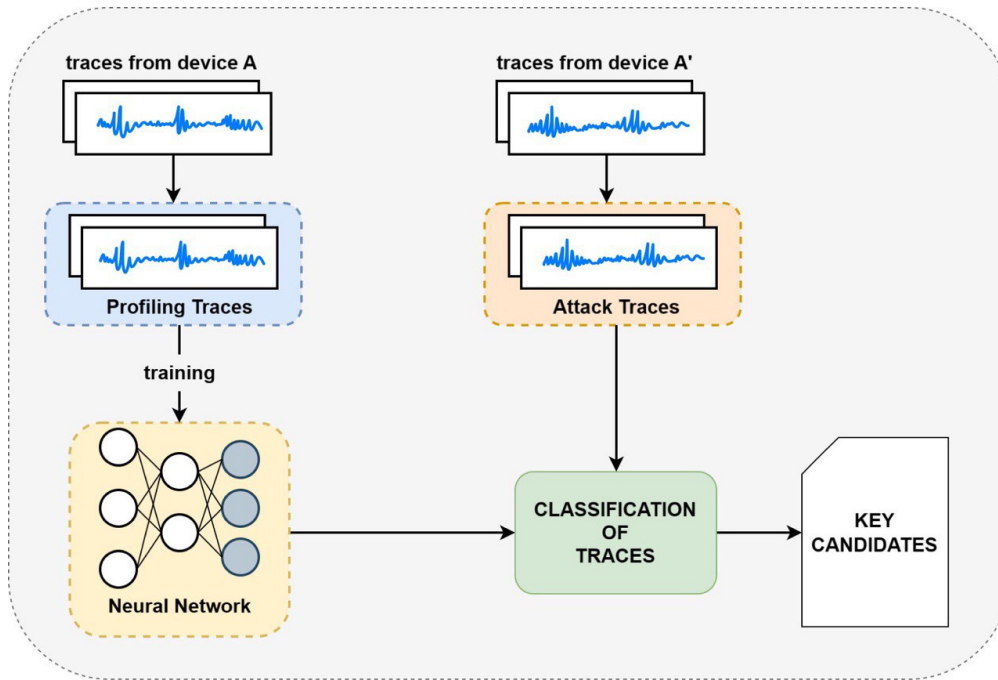 traces from device A
traces from device A'
Profiling Traces
Attack Traces
training
Neural Network
CLASSIFICATION
OF
TRACES
KEY
CANDIDATES